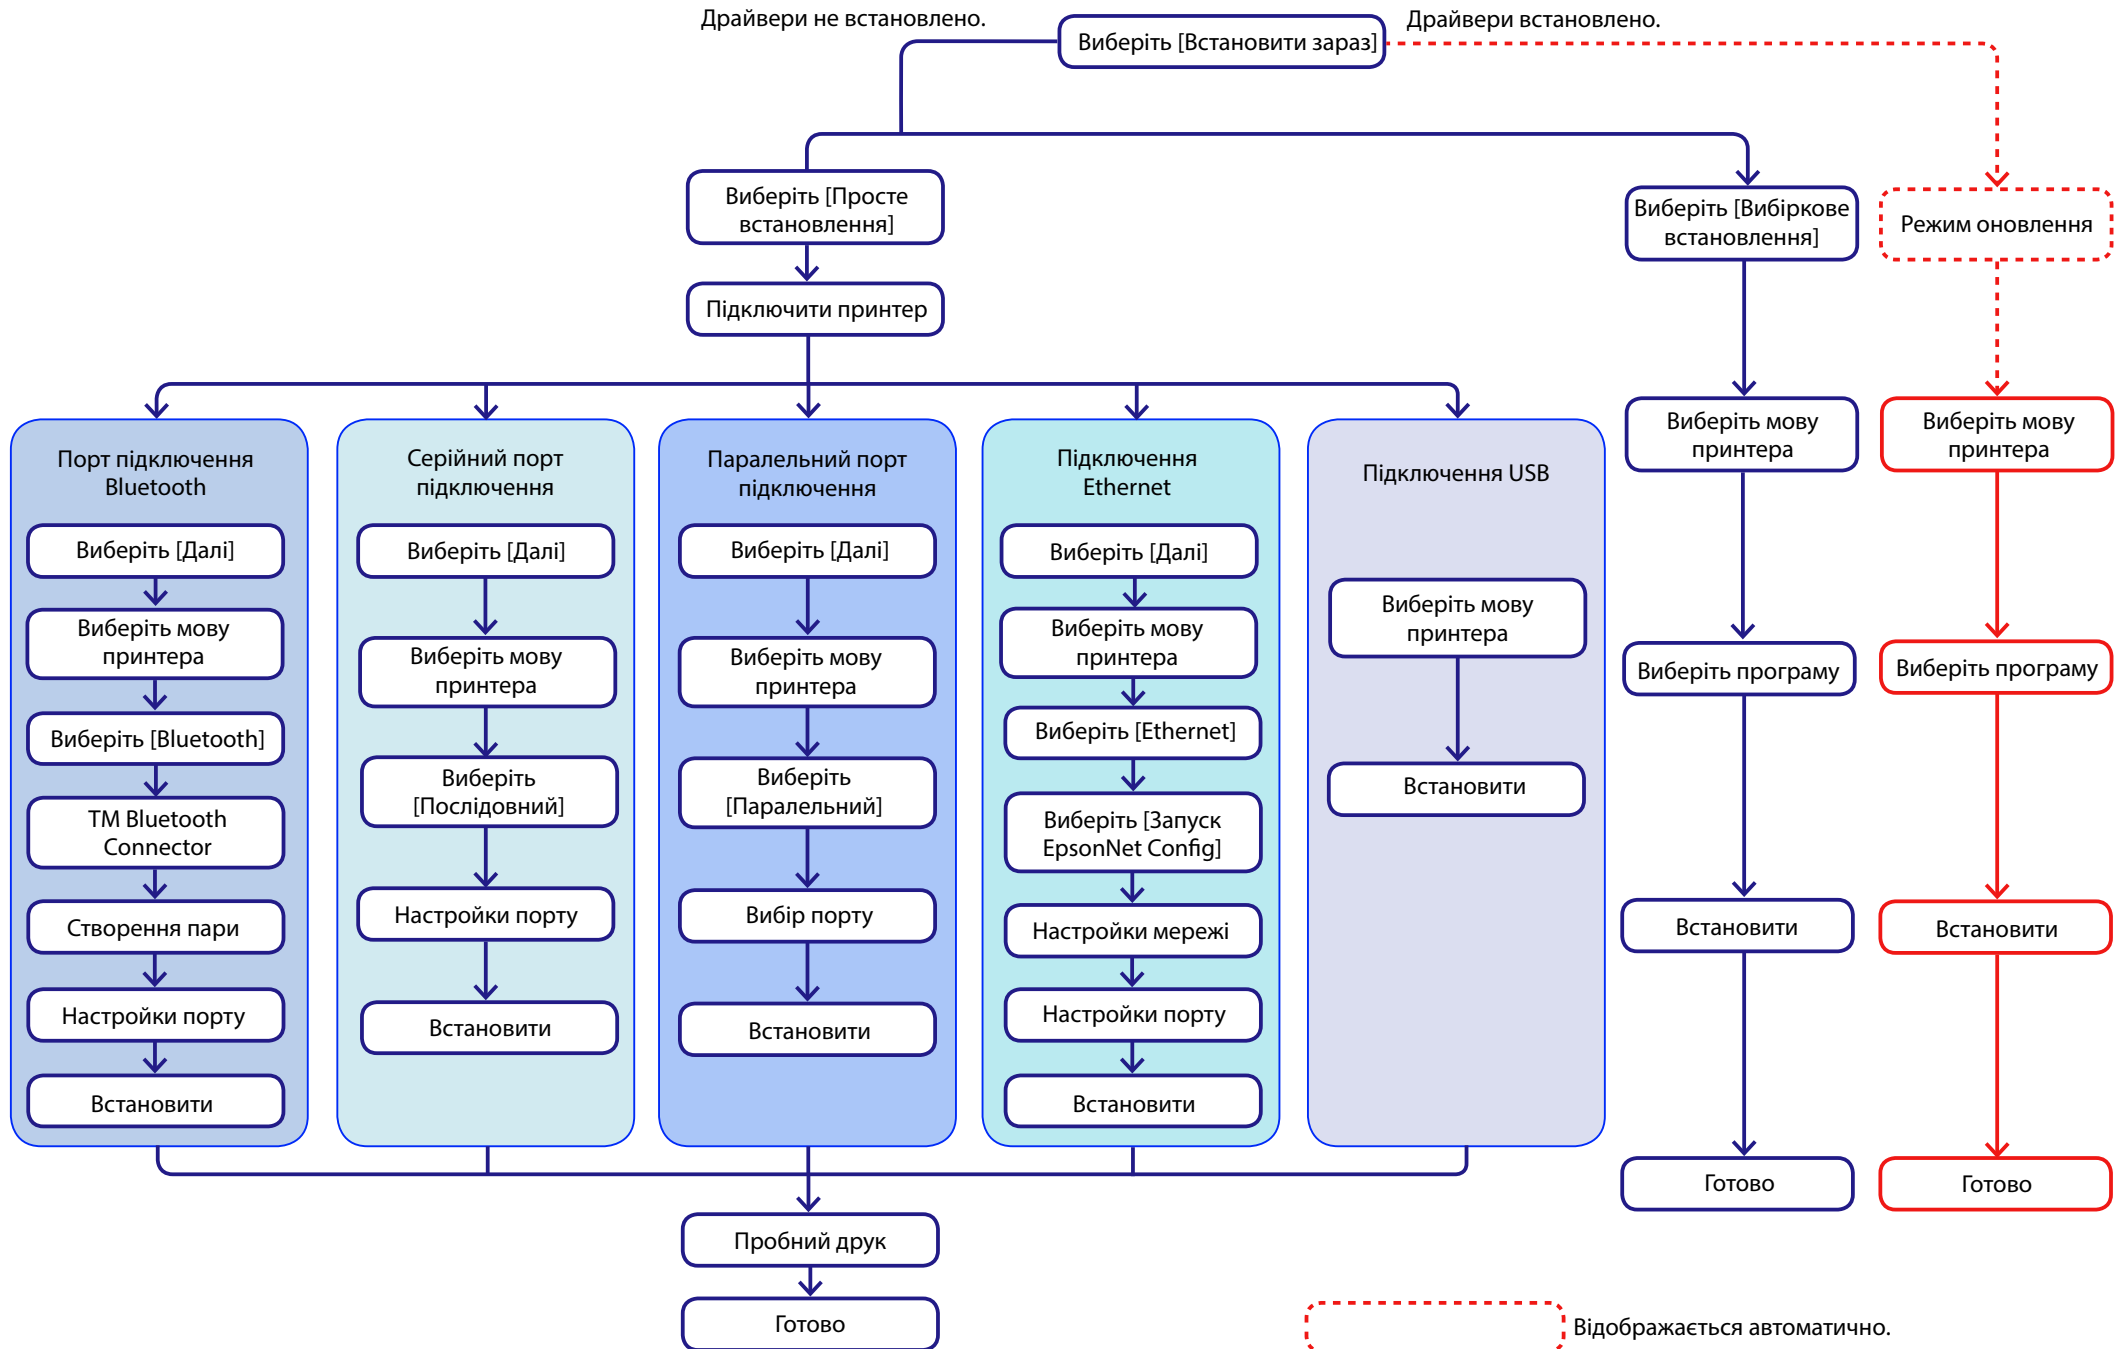 Драйвери не встановлено.
Виберіть [Встановити зараз]
Драйвери встановлено.
Виберіть [Просте
встановлення]
Виберіть [Вибіркове
встановлення]
Режим оновлення
Підключити принтер
Порт підключення
Bluetooth
Виберіть [Далі]
Виберіть мову
принтера
Виберіть [Bluetooth]
TM Bluetooth
Connector
Створення пари
Настройки порту
Встановити
Серійний порт
підключення
Виберіть [Далі]
Виберіть мову
принтера
Виберіть
[Послідовний]
Настройки порту
Встановити
Паралельний порт
підключення
Виберіть [Далі]
Виберіть мову
принтера
Виберіть
[Паралельний]
Вибір порту
Встановити
Підключення
Ethernet
Виберіть [Далі]
Виберіть мову
принтера
Виберіть [Ethernet]
Виберіть [Запуск
EpsonNet Config]
Настройки мережі
Настройки порту
Встановити
Підключення USB
Виберіть мову
принтера
Встановити
Виберіть мову
принтера
Виберіть програму
Встановити
Готово
Виберіть мову
принтера
Виберіть програму
Встановити
Готово
Пробний друк
Готово
Відображається автоматично.